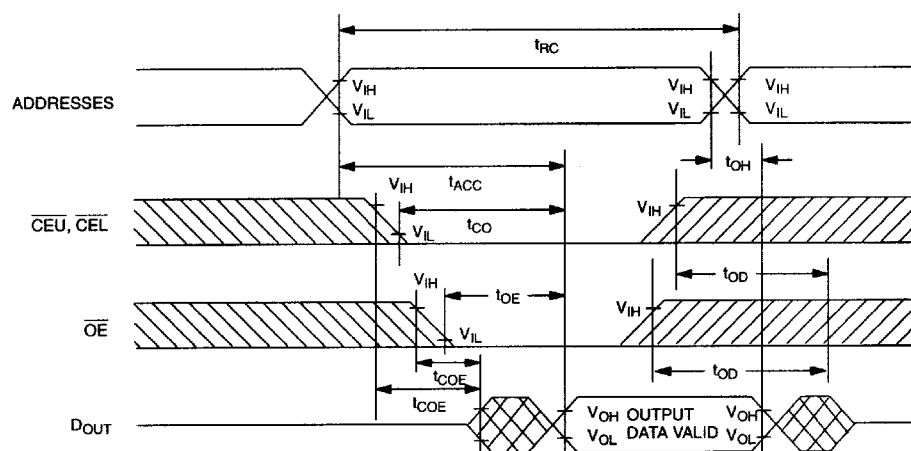 tRC
ADDRESSES
VIH
VIL
VIH
VIL
VIH
VIL
tOH
tACC
CEU, CEL
VIH
VIL
tCO
VIH
tOD
OE
VIH
VIL
tOE
VIH
tOD
tCOE
tCOE
DOUT
VOH
VOL
OUTPUT
DATA VALID
VOH
VOL